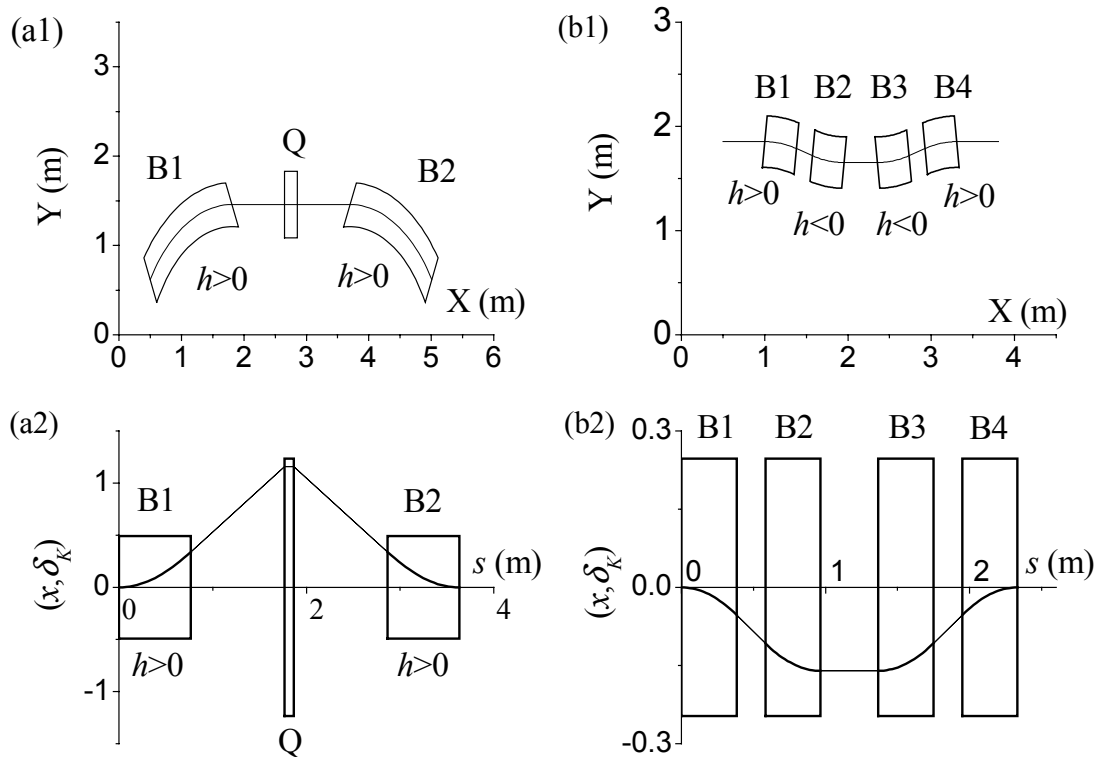 (a1)
3
2
1
0
Y (m)
B1
Q
B2
h>0
h>0
X (m)
0 1 2 3 4 5 6
(b1)
3
2
1
0
Y (m)
B1 B2 B3 B4
h>0 h<0 h<0 h>0
X (m)
0 1 2 3 4
(a2)
1
0
-1
(x,δK)
B1
B2
s (m)
0 2 4
h>0
h>0
Q
(b2)
0.3
0.0
-0.3
(x,δK)
B1 B2 B3 B4
0 1 2
s (m)